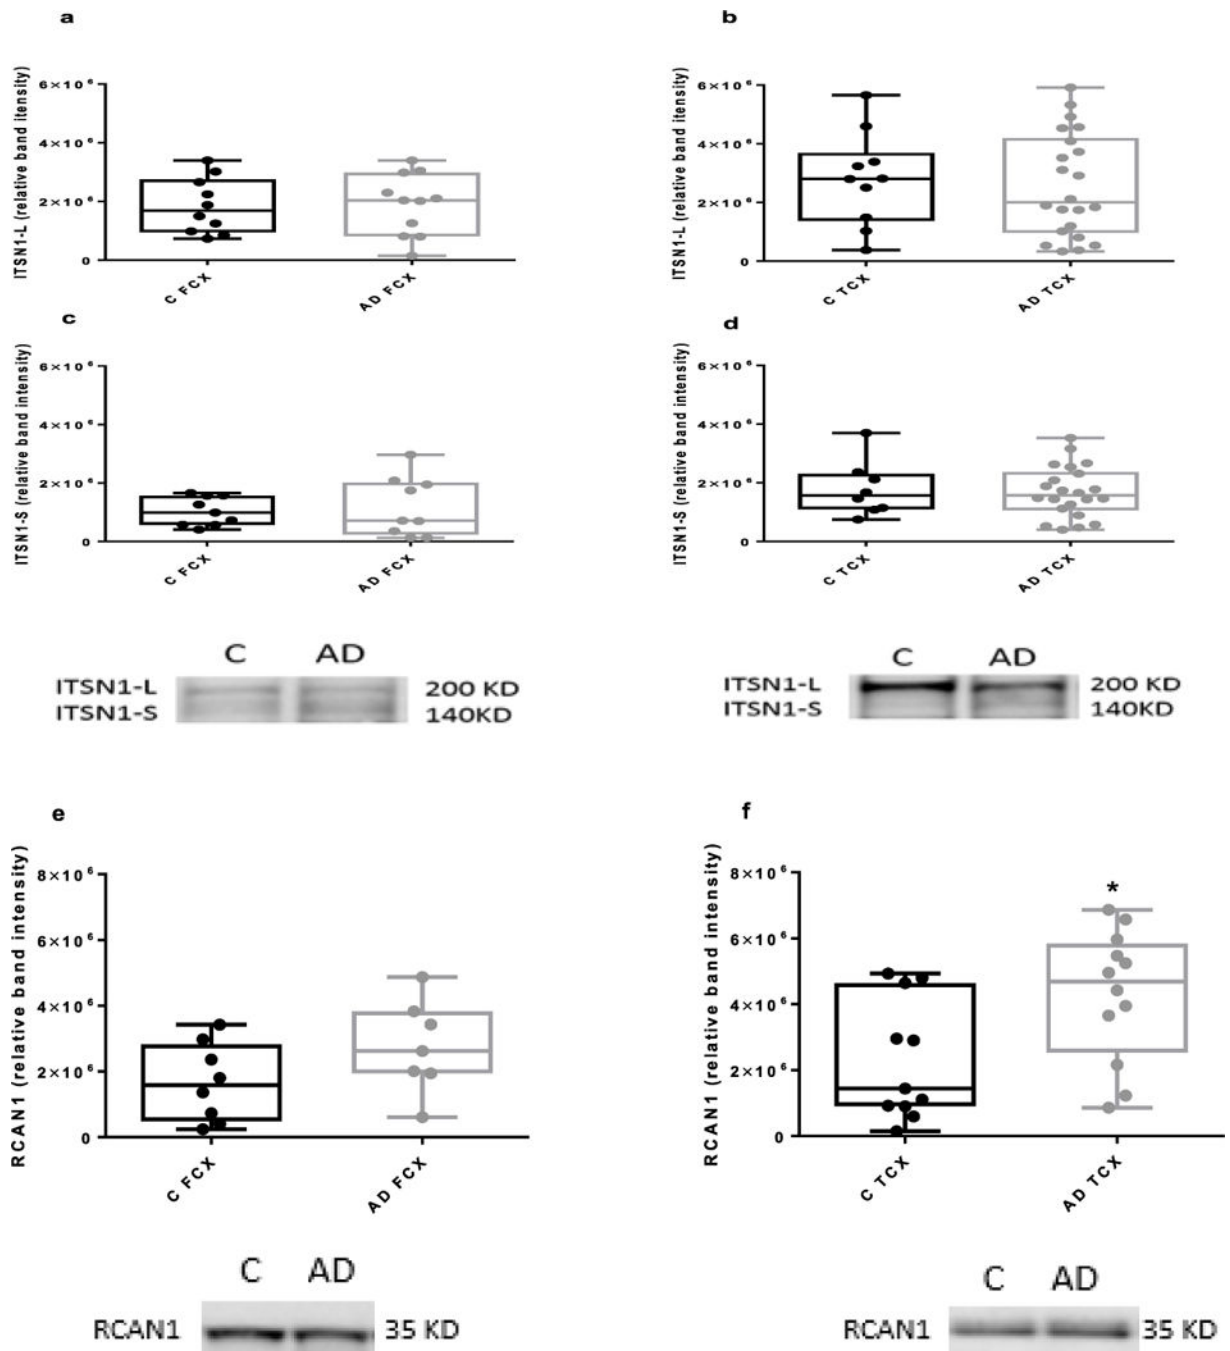 a
ITSN1-L (relative band itensity)
6×10⁶
4×10⁶
2×10⁶
0
C FCX
AD FCX
b
ITSN1-L (relative band intensity)
6×10⁶
4×10⁶
2×10⁶
0
C TCX
AD TCX
c
ITSN1-S (relative band intensity)
6×10⁶
4×10⁶
2×10⁶
0
C FCX
AD FCX
d
ITSN1-S (relative band intensity)
6×10⁶
4×10⁶
2×10⁶
0
C TCX
AD TCX
C AD
ITSN1-L 200 KD
ITSN1-S 140KD
C AD
ITSN1-L 200 KD
ITSN1-S 140KD
e
RCAN1 (relative band intensity)
8×10⁶
6×10⁶
4×10⁶
2×10⁶
0
C FCX
AD FCX
f
RCAN1 (relative band intensity)
8×10⁶
6×10⁶
4×10⁶
2×10⁶
0
*
C TCX
AD TCX
C AD
RCAN1 35 KD
C AD
RCAN1 35 KD